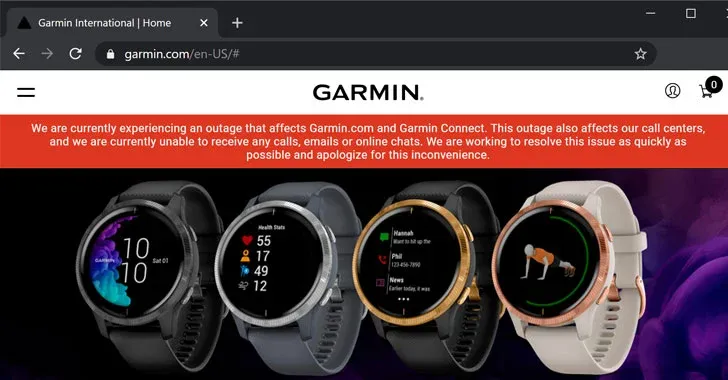 Garmin International | Home
garmin.com/en-US/#
GARMIN®
0
We are currently experiencing an outage that affects Garmin.com and Garmin Connect. This outage also affects our call centers,
and we are currently unable to receive any calls, emails or online chats. We are working to resolve this issue as quickly as
possible and apologize for this inconvenience.
10
10
Sat 01
GARMIN
Health Stats
55
17
49
12
Hannah
Want to hit up the
Phil
123-456-7890
News
Earlier today, it was